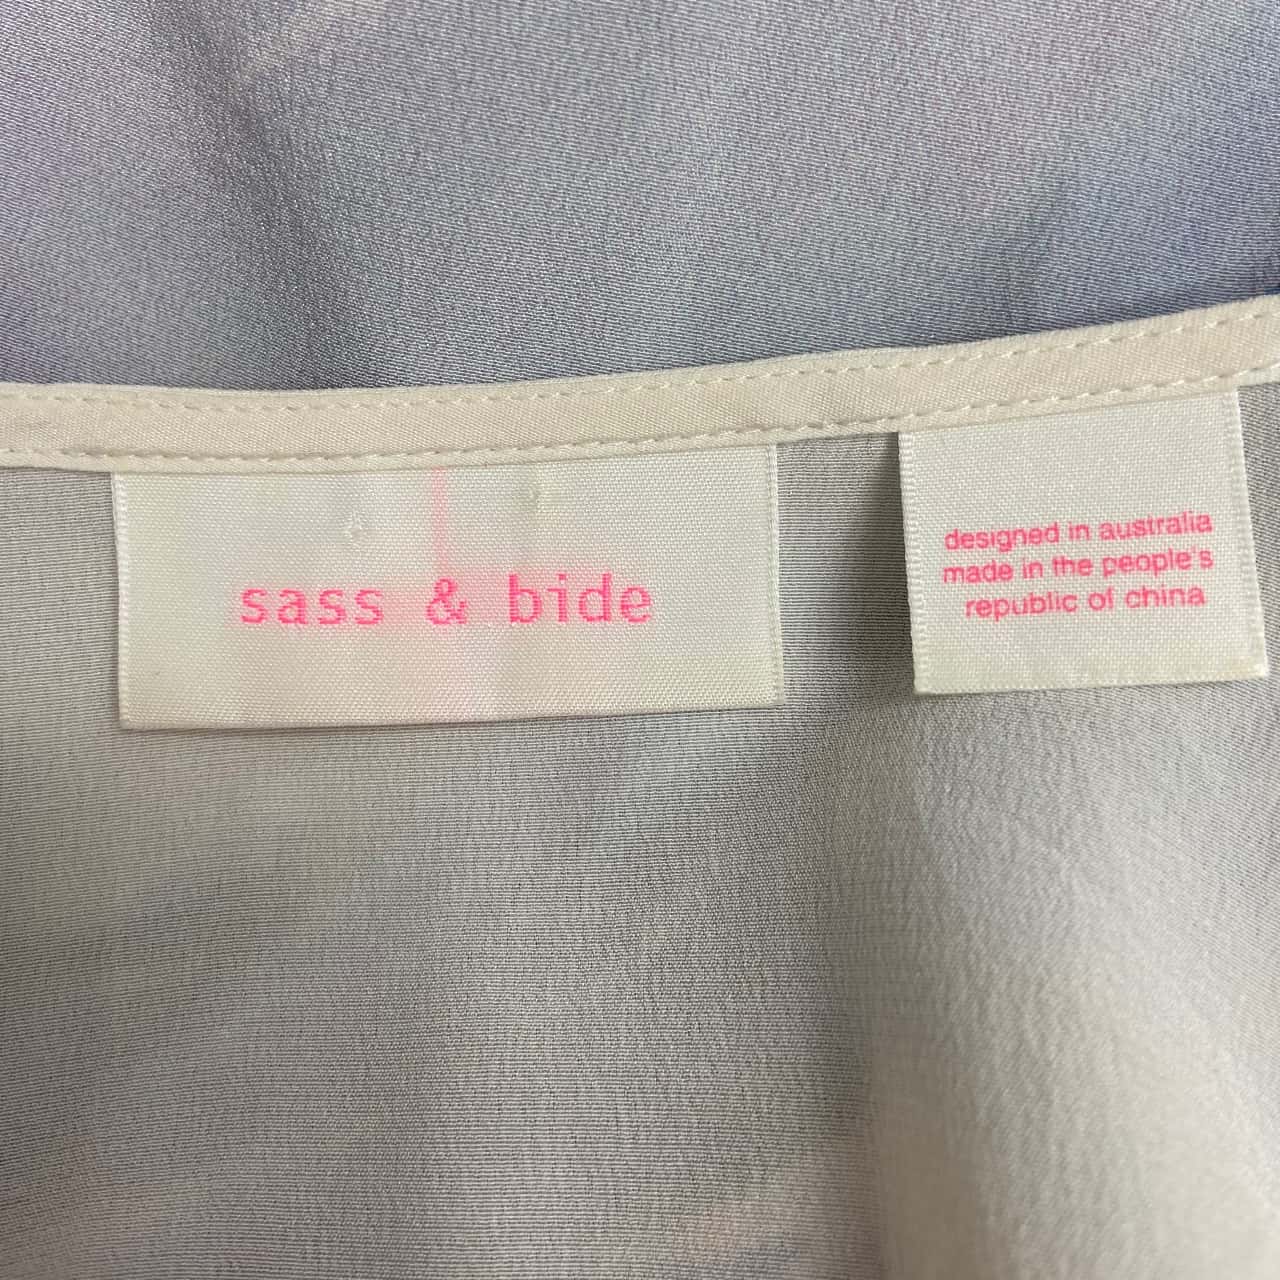 sass & bide
designed in australia
made in the people's
republic of china